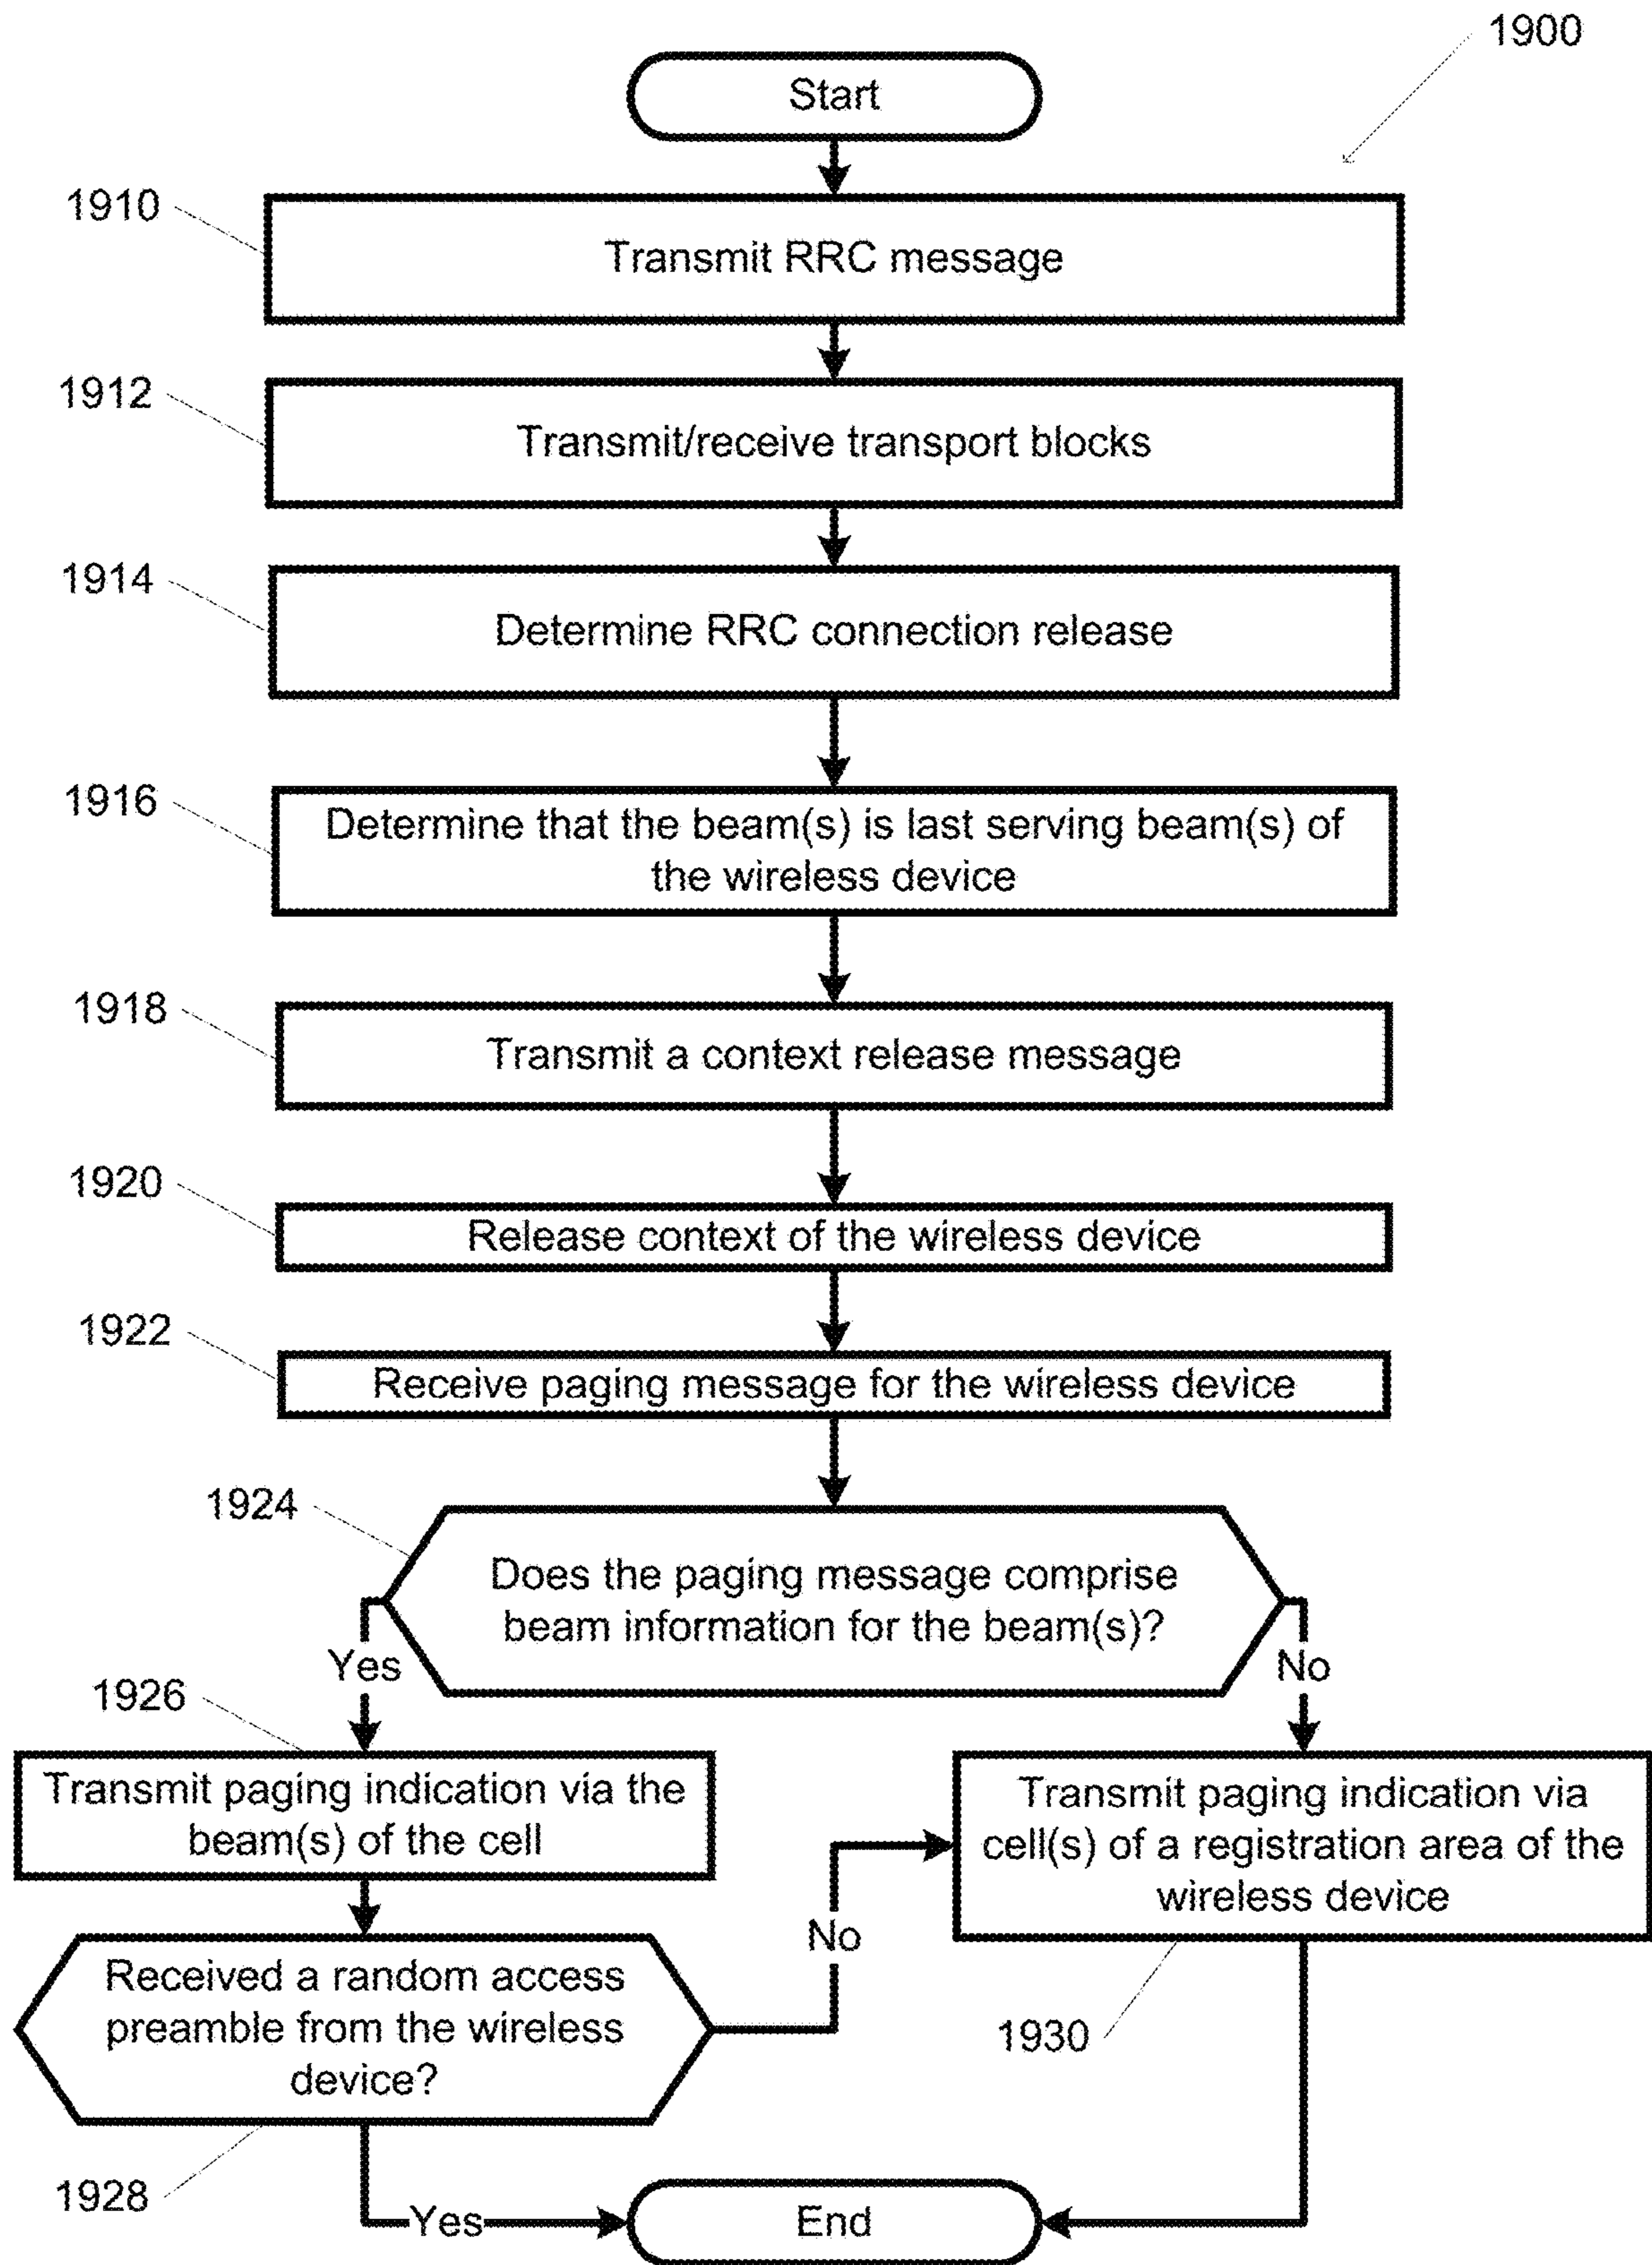 1900
Start
1910
Transmit RRC message
1912
Transmit/receive transport blocks
1914
Determine RRC connection release
1916
Determine that the beam(s) is last serving beam(s) of
the wireless device
1918
Transmit a context release message
1920
Release context of the wireless device
1922
Receive paging message for the wireless device
1924
Does the paging message comprise
beam information for the beam(s)?
Yes
No
1926
Transmit paging indication via the
beam(s) of the cell
Transmit paging indication via
cell(s) of a registration area of the
wireless device
No
Received a random access
preamble from the wireless
device?
1930
1928
Yes
End